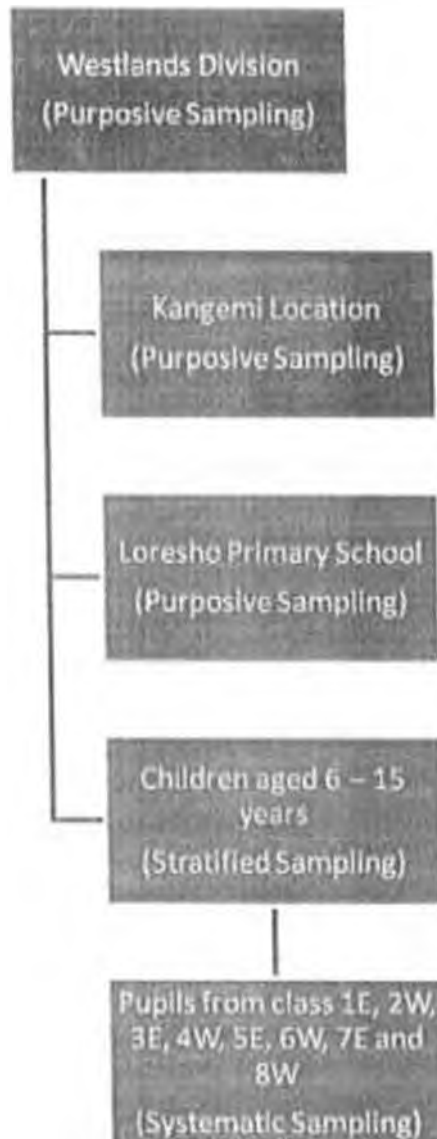 Westlands Division
(Purposive Sampling)
Kangemi Location
(Purposive Sampling)
Loresho Primary School
(Purposive Sampling)
Children aged 6 – 15
years
(Stratified Sampling)
Pupils from class 1E, 2W,
3E, 4W, 5E, 6W, 7E and
8W
(Systematic Sampling)